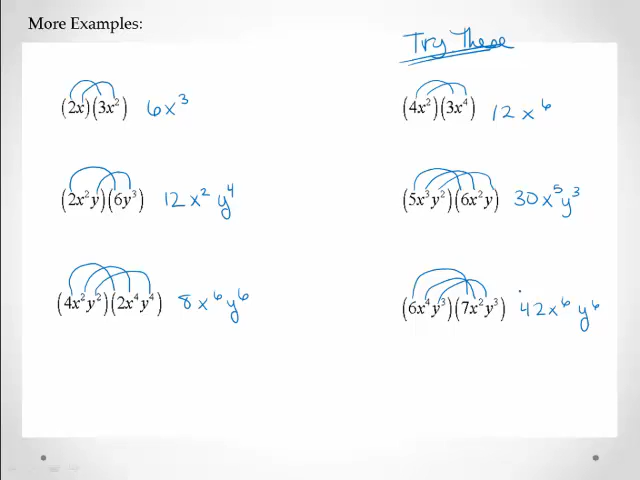 More Examples:
Try These
(2x)(3x²) 6x³
(4x²)(3x⁴) 12x⁶
(2x²y)(6y³) 12x²y⁴
(5x³y²)(6x²y) 30x⁵y³
(4x²y²)(2x⁴y⁴) 8x⁶y⁶
(6x⁴y³)(7x²y³) 42x⁶y⁶